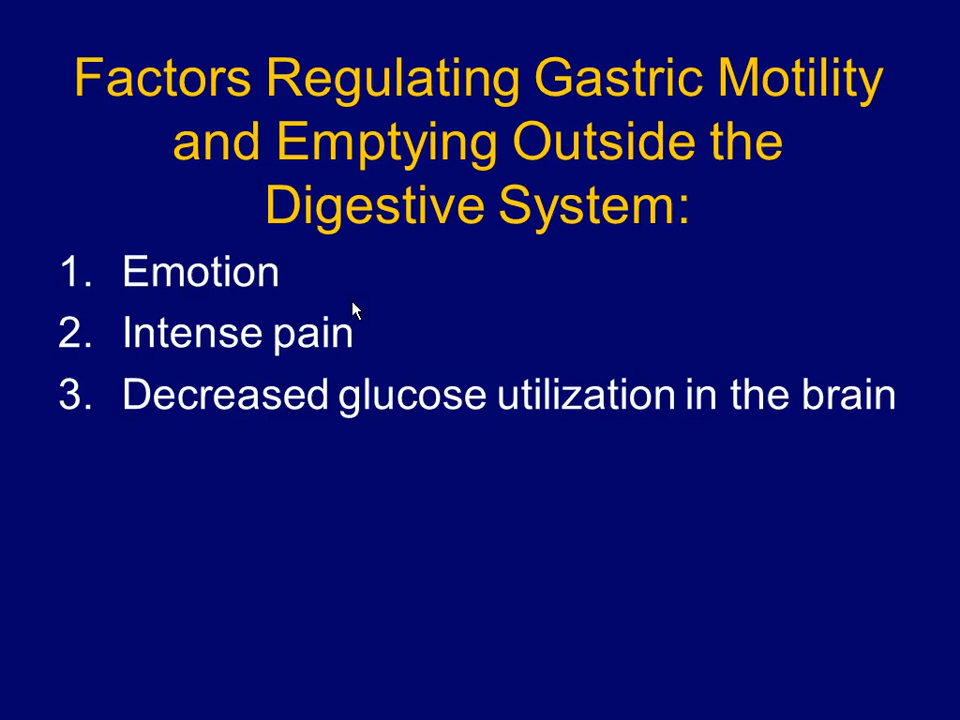 Factors Regulating Gastric Motility
and Emptying Outside the
Digestive System:
1. Emotion
2. Intense pain
3. Decreased glucose utilization in the brain